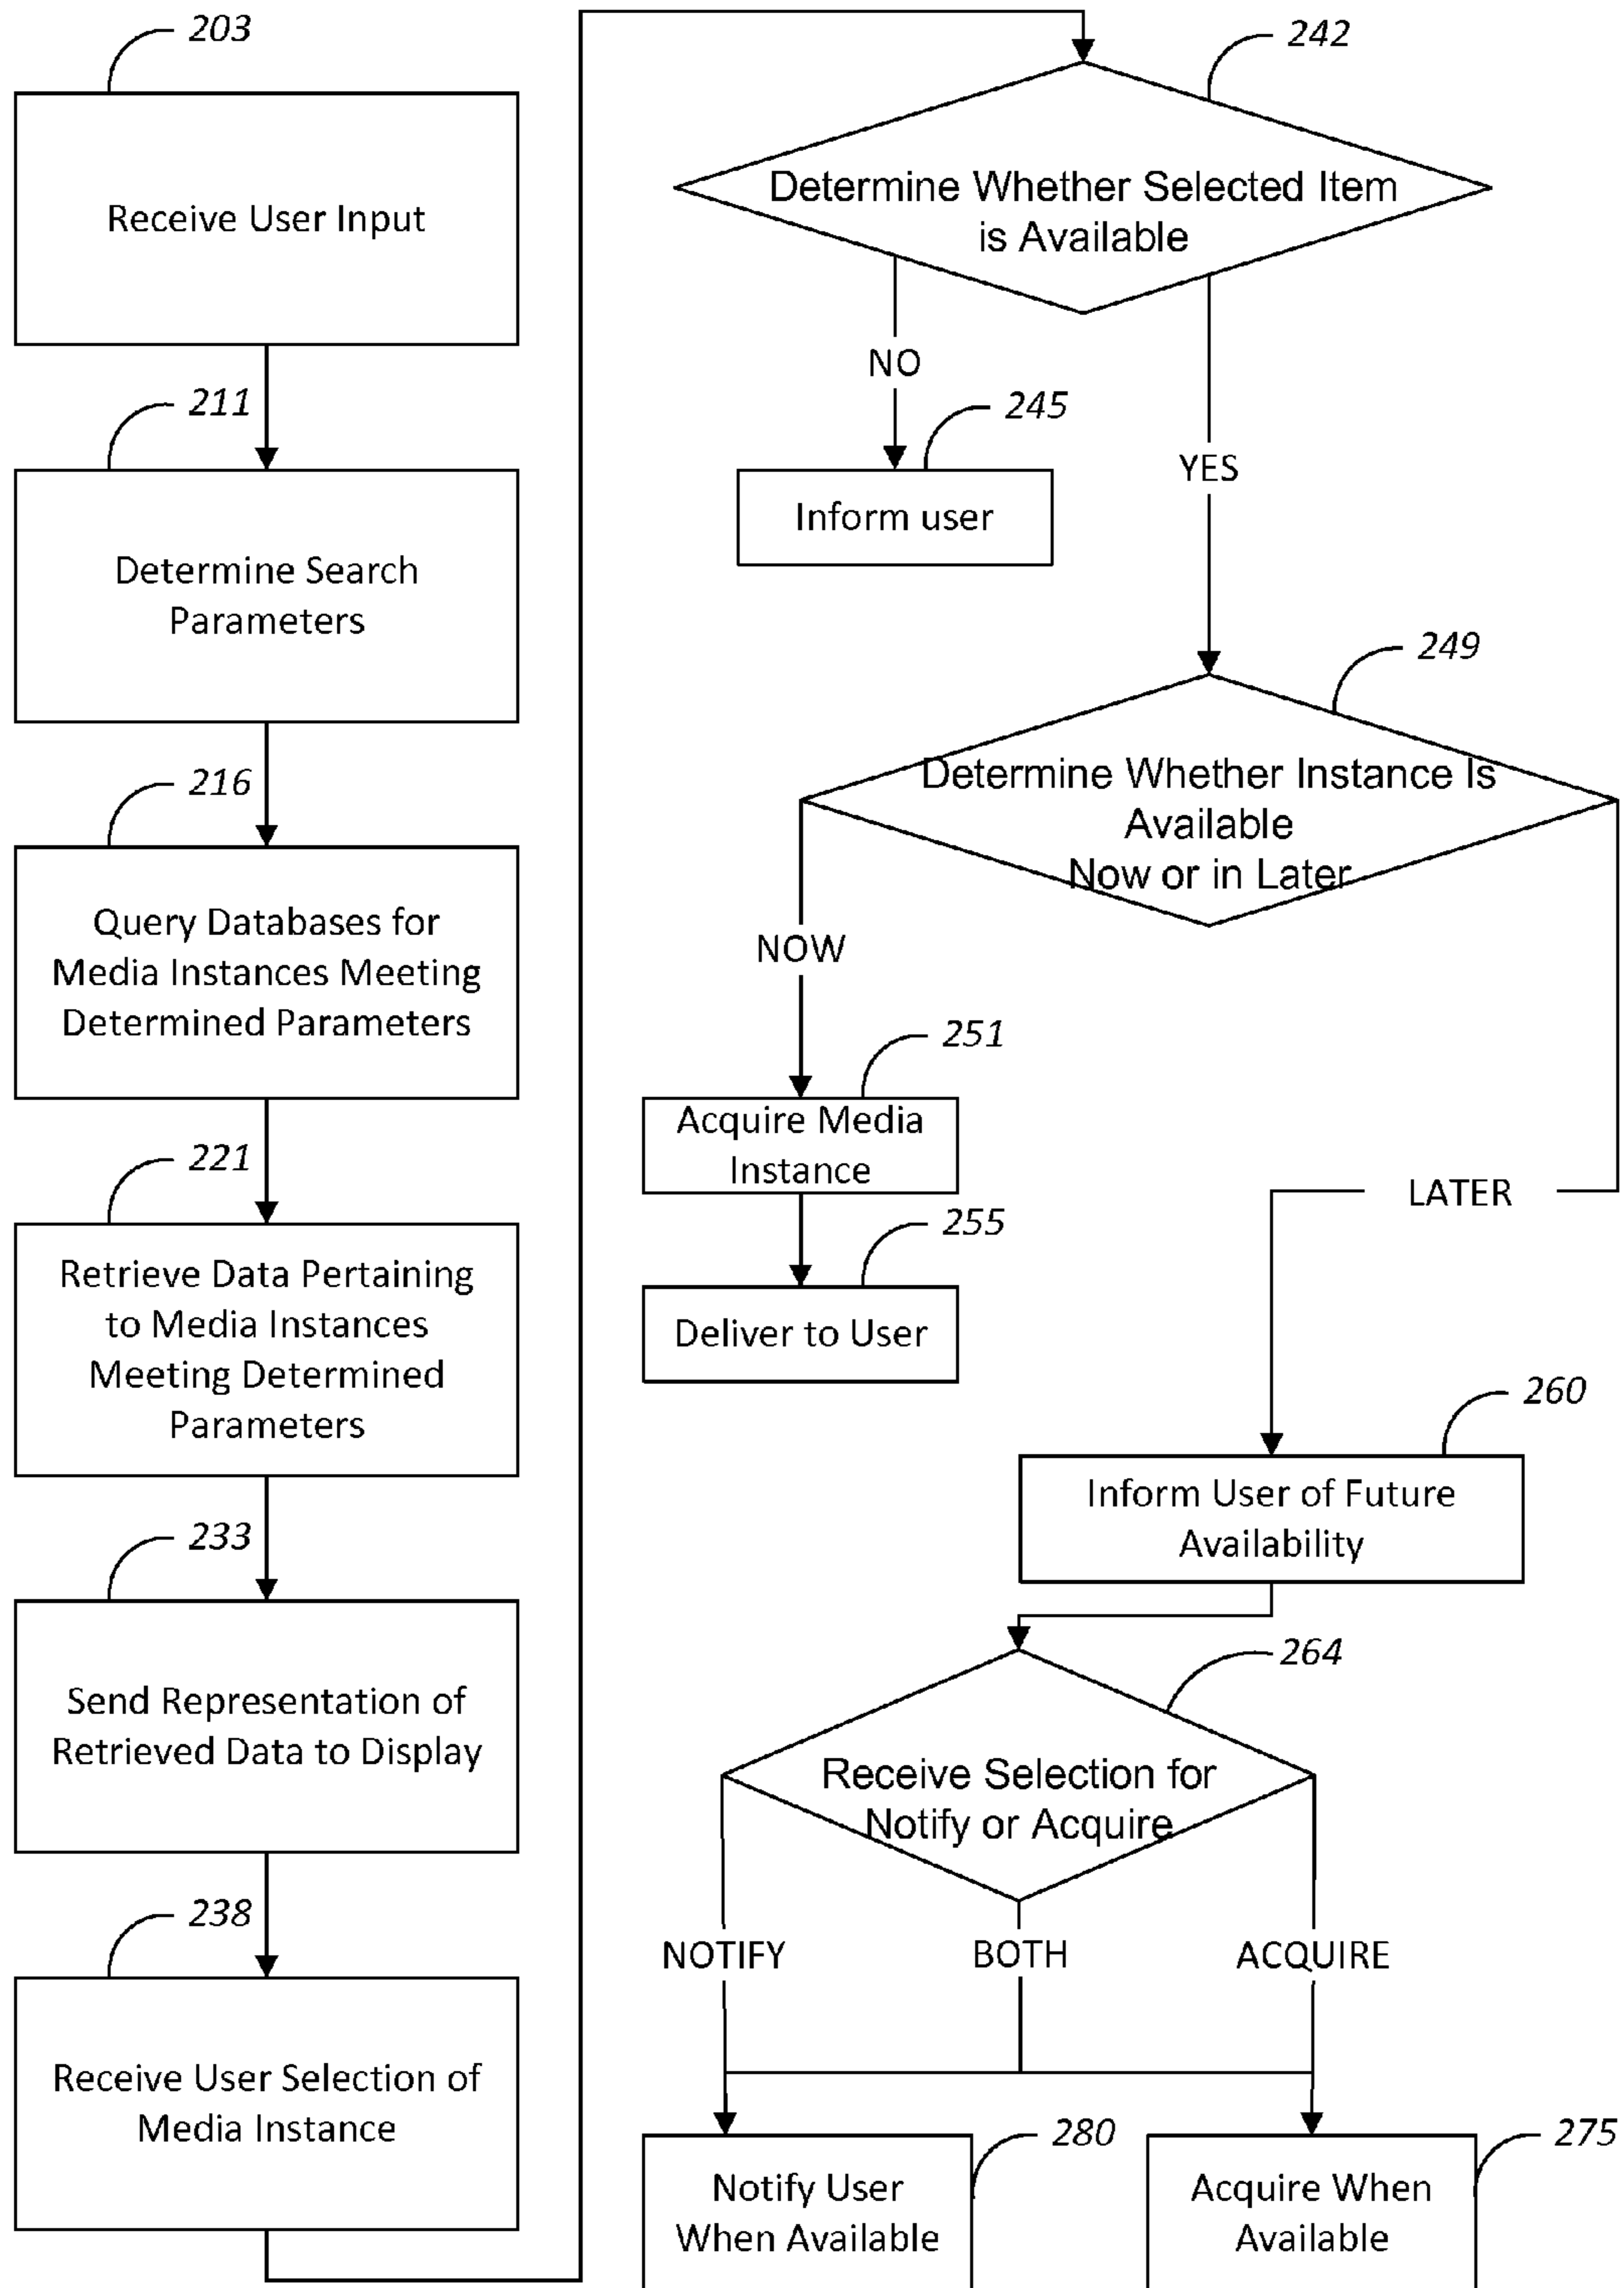 203
Receive User Input
211
Determine Search
Parameters
216
Query Databases for
Media Instances Meeting
Determined Parameters
221
Retrieve Data Pertaining
to Media Instances
Meeting Determined
Parameters
233
Send Representation of
Retrieved Data to Display
238
Receive User Selection of
Media Instance
242
Determine Whether Selected Item
is Available
NO
245
Inform user
YES
249
Determine Whether Instance Is
Available
Now or in Later
NOW
251
Acquire Media
Instance
255
Deliver to User
LATER
260
Inform User of Future
Availability
264
Receive Selection for
Notify or Acquire
NOTIFY
BOTH
ACQUIRE
280
Notify User
When Available
275
Acquire When
Available